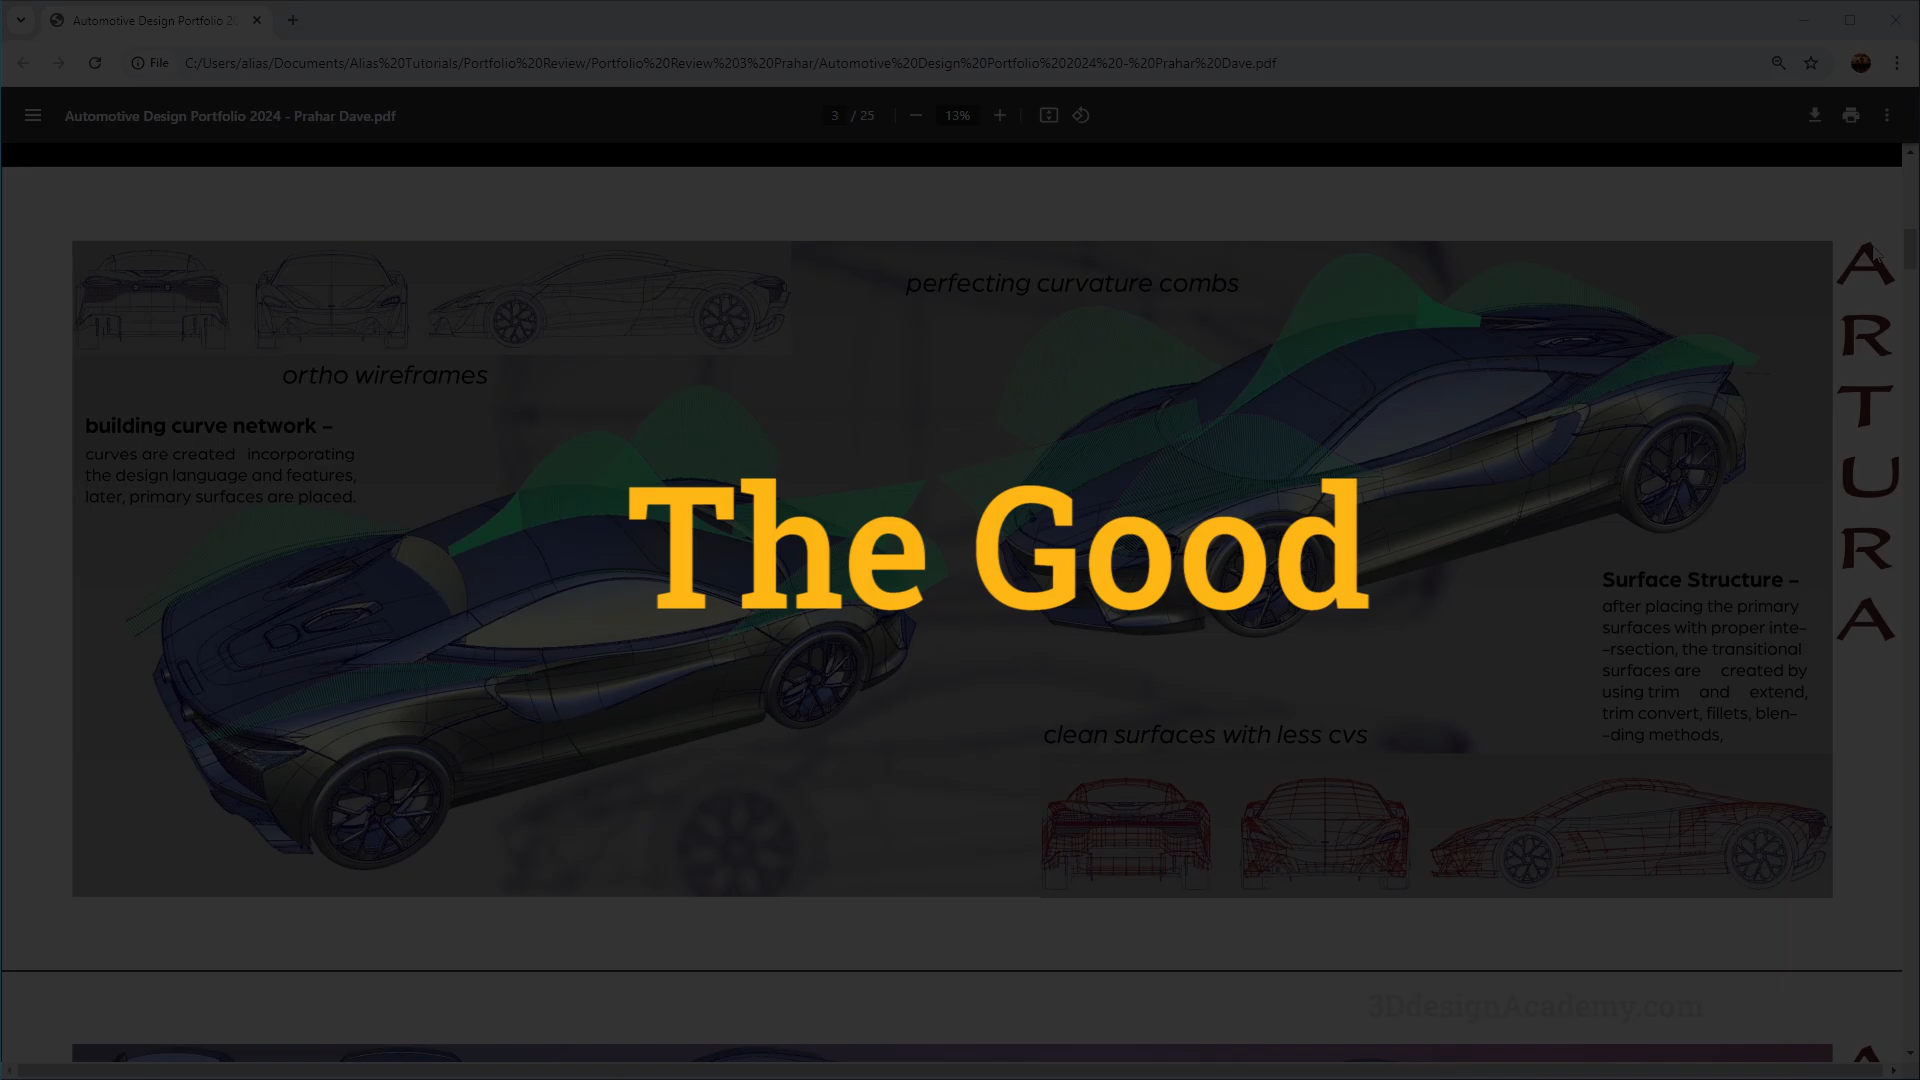 Automotive Design Portfolio 20
File
C:/Users/alias/Documents/Alias%20Tutorials/Portfolio%20Review/Portfolio%20Review%203%20Prahar/Automotive%20Design%20Portfolio%202024%20-%20Prahar%20Dave.pdf
Automotive Design Portfolio 2024 - Prahar Dave.pdf
3 / 25
13%
perfecting curvature combs
ortho wireframes
building curve network –
curves are created incorporating
the design language and features,
later, primary surfaces are placed.
The Good
Surface Structure –
after placing the primary
surfaces with proper inte-
-rsection, the transitional
surfaces are created by
using trim and extend,
trim convert, fillets, blen-
-ding methods,
clean surfaces with less cvs
A
R
T
U
R
A
3DdesignAcademy.com
A